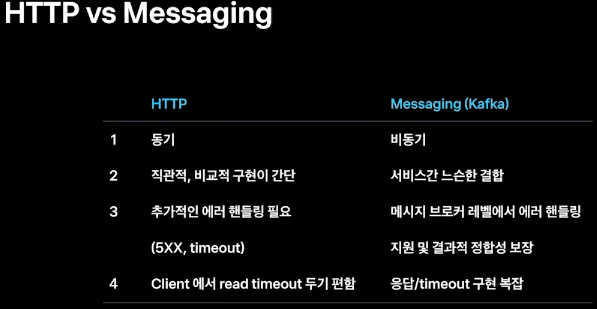 HTTP vs Messaging
HTTP Messaging (Kafka)
1 동기 비동기
2 직관적, 비교적 구현이 간단 서비스간 느슨한 결합
3 추가적인 에러 핸들링 필요 메시지 브로커 레벨에서 에러 핸들링
(5XX, timeout) 지원 및 결과적 정합성 보장
4 Client 에서 read timeout 두기 편함 응답/timeout 구현 복잡